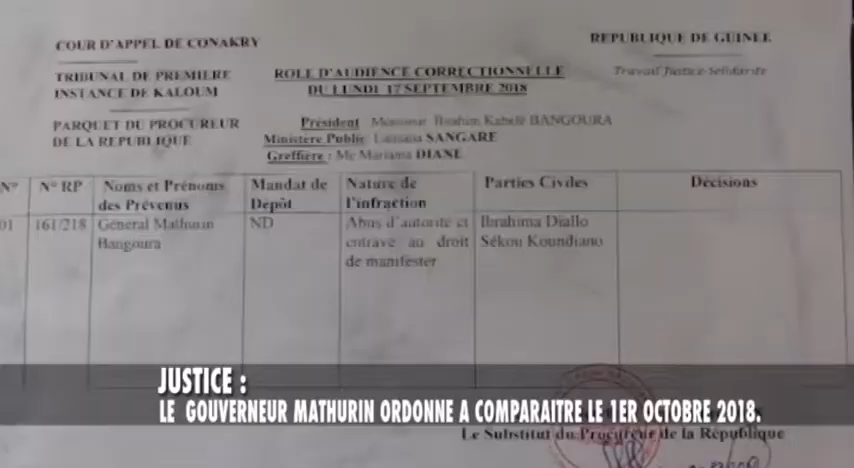 COUR D'APPEL DE CONAKRY
REPUBLIQUE DE GUINEE
TRIBUNAL DE PREMIERE
INSTANCE DE KALOUM
ROLE D'AUDIENCE CORRECTIONNELLE
DU LUNDI 17 SEPTEMBRE 2018
Travail-Justice-Solidarité
PARQUET DU PROCUREUR
DE LA REPUBLIQUE
Président : Monsieur Ibrahim Kabélé BANGOURA
Ministère Public SANGARE
Greffière : Me Mariama DIANE
N° N° RP Noms et Prénoms des Prévenus Mandat de Depôt Nature de l'infraction Parties Civiles Décisions
01 161/218 Général Mathurin Bangoura ND Abus d'autorité et entrave au droit de manifester Ibrahima Diallo Sékou Koundiano
JUSTICE :
LE GOUVERNEUR MATHURIN ORDONNE A COMPARAITRE LE 1ER OCTOBRE 2018.
Le Substitut du Procureur de la République